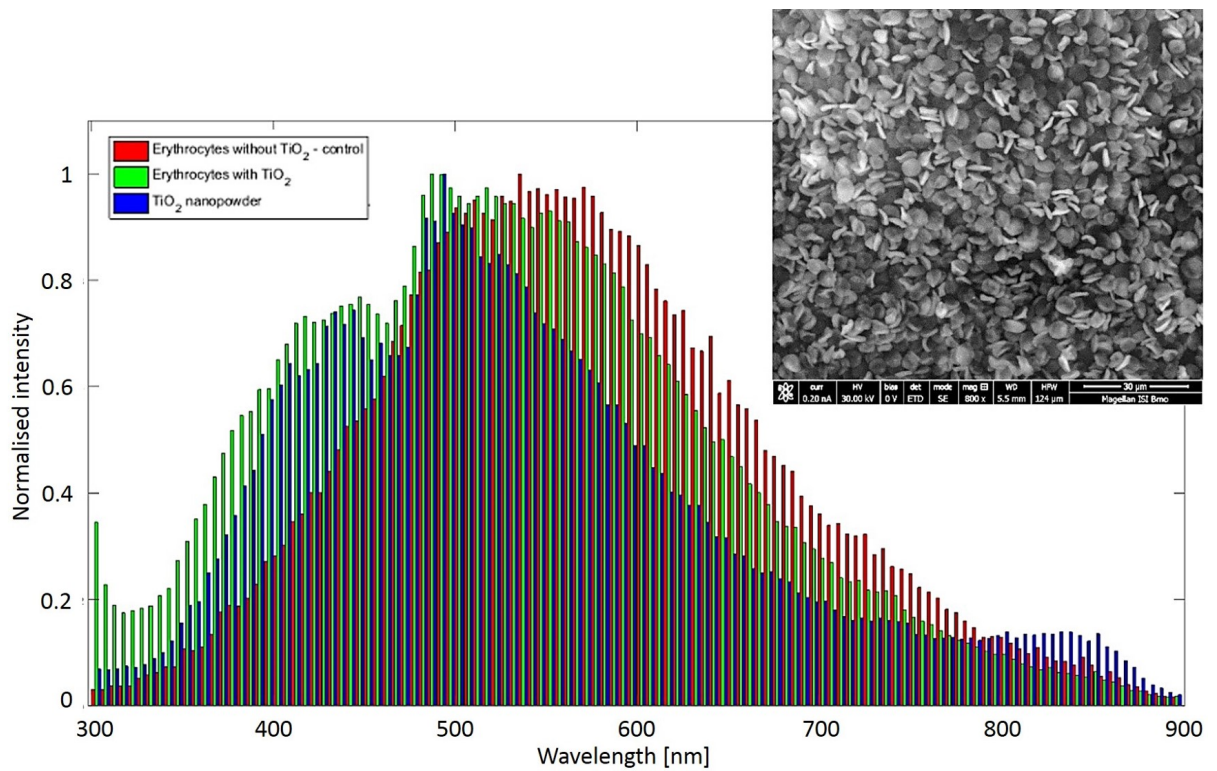 Erythrocytes without TiO2 - control
Erythrocytes with TiO2
TiO2 nanopowder
1
0.8
0.6
0.4
0.2
0
Normalised intensity
300 400 500 600 700 800 900
Wavelength [nm]
curr HV bias det mode mag WD HFW 30 µm
0.20 nA 30.00 kV 0 V ETD SE 800 x 5.5 mm 124 µm Magellan ISI Brno